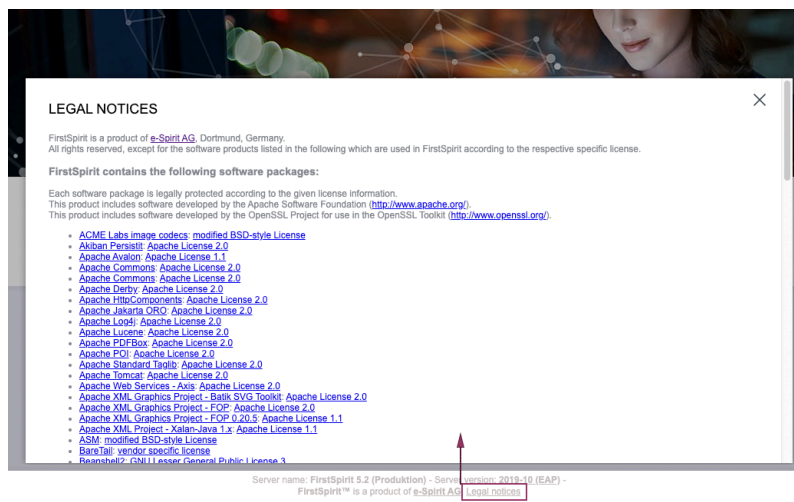 LEGAL NOTICES
FirstSpirit is a product of e-Spirit AG, Dortmund, Germany.
All rights reserved, except for the software products listed in the following which are used in FirstSpirit according to the respective specific license.
FirstSpirit contains the following software packages:
Each software package is legally protected according to the given license information.
This product includes software developed by the Apache Software Foundation (http://www.apache.org/).
This product includes software developed by the OpenSSL Project for use in the OpenSSL Toolkit (http://www.openssl.org/).
ACME Labs image codecs: modified BSD-style License
Akiban Persistit: Apache License 2.0
Apache Avalon: Apache License 1.1
Apache Commons: Apache License 2.0
Apache Commons: Apache License 2.0
Apache Derby: Apache License 2.0
Apache HttpComponents: Apache License 2.0
Apache Jakarta ORO: Apache License 2.0
Apache Log4j: Apache License 2.0
Apache Lucene: Apache License 2.0
Apache PDFBox: Apache License 2.0
Apache POI: Apache License 2.0
Apache Standard Taglib: Apache License 2.0
Apache Tomcat: Apache License 2.0
Apache Web Services - Axis: Apache License 2.0
Apache XML Graphics Project - Batik SVG Toolkit: Apache License 2.0
Apache XML Graphics Project - FOP: Apache License 2.0
Apache XML Graphics Project - FOP 0.20.5: Apache License 1.1
Apache XML Project - Xalan-Java 1.x: Apache License 1.1
ASM: modified BSD-style License
BareTail: vendor specific license
Beanshell2: GNU Lesser General Public License 3
Server name: FirstSpirit 5.2 (Produktion) - Server version: 2019-10 (EAP) -
FirstSpirit™ is a product of e-Spirit AG Legal notices